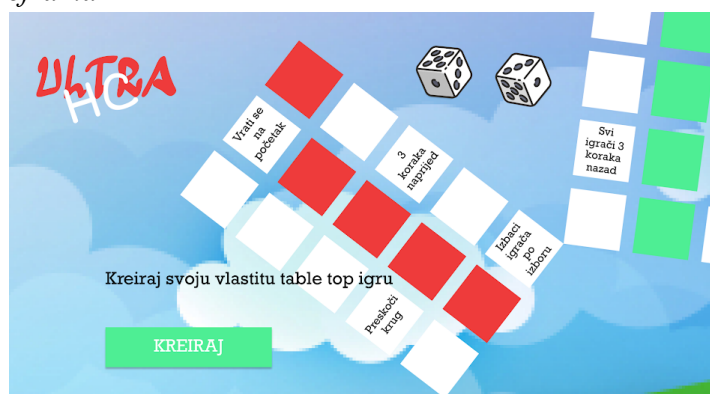 ULTRA
HC
Vrati se
na
početak
3
koraka
naprijed
Izbaci
igrača
po
izboru
Preskoči
krug
Svi
igrači 3
koraka
nazad
Kreiraj svoju vlastitu table top igru
KREIRAJ